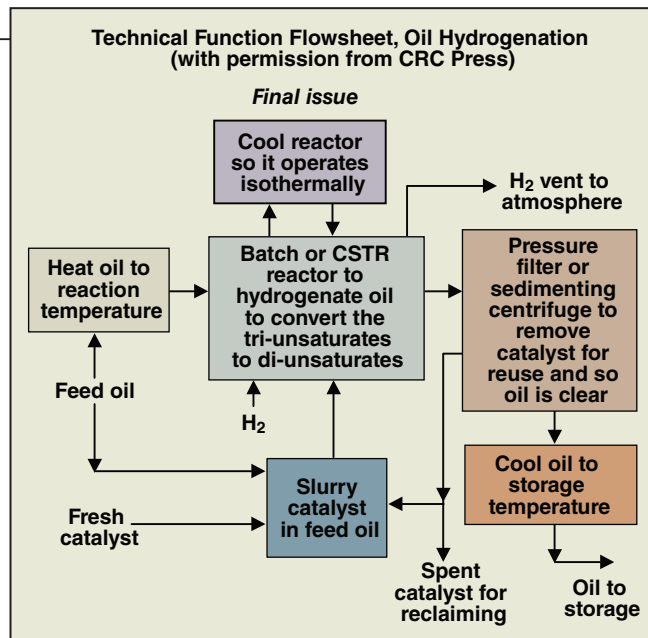 Technical Function Flowsheet, Oil Hydrogenation
(with permission from CRC Press)
Final issue
Cool reactor
so it operates
isothermally
H₂ vent to
atmosphere
Heat oil to
reaction
temperature
Batch or CSTR
reactor to
hydrogenate oil
to convert the
tri-unsaturates
to di-unsaturates
Pressure
filter or
sedimenting
centrifuge to
remove
catalyst for
reuse and so
oil is clear
Feed oil
H₂
Cool oil to
storage
temperature
Slurry
catalyst
in feed oil
Fresh
catalyst
Spent
catalyst for
reclaiming
Oil to
storage